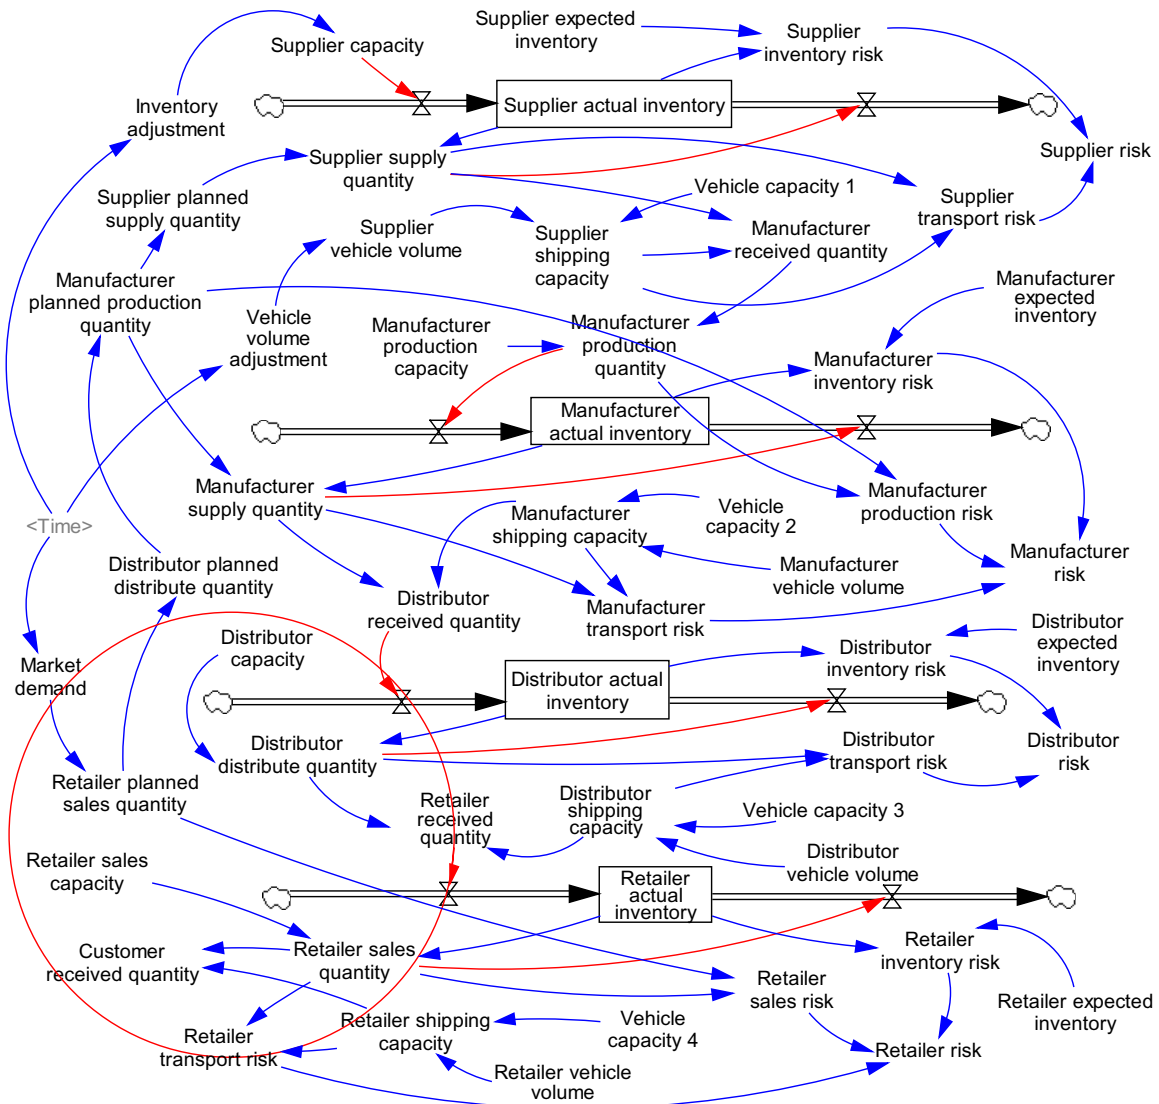 Supplier expected
inventory
Supplier
inventory risk
Supplier capacity
Inventory
adjustment
Supplier actual inventory
Supplier risk
Supplier supply
quantity
Supplier planned
supply quantity
Vehicle capacity 1
Supplier
transport risk
Supplier
vehicle volume
Supplier
shipping
capacity
Manufacturer
received quantity
Manufacturer
planned production
quantity
Manufacturer
expected
inventory
Vehicle
volume
adjustment
Manufacturer
production
capacity
Manufacturer
production
quantity
Manufacturer
inventory risk
Manufacturer
actual inventory
Manufacturer
supply quantity
Manufacturer
production risk
<Time>
Manufacturer
shipping capacity
Vehicle
capacity 2
Manufacturer
risk
Distributor planned
distribute quantity
Manufacturer
vehicle volume
Distributor
received quantity
Manufacturer
transport risk
Distributor
expected
inventory
Distributor
capacity
Market
demand
Distributor
inventory risk
Distributor actual
inventory
Distributor
distribute quantity
Distributor
transport risk
Distributor
risk
Retailer planned
sales quantity
Retailer
received
quantity
Distributor
shipping
capacity
Vehicle capacity 3
Retailer sales
capacity
Distributor
vehicle volume
Retailer
actual
inventory
Customer
received quantity
Retailer sales
quantity
Retailer
inventory risk
Retailer
sales risk
Retailer expected
inventory
Retailer
transport risk
Retailer shipping
capacity
Vehicle
capacity 4
Retailer risk
Retailer vehicle
volume